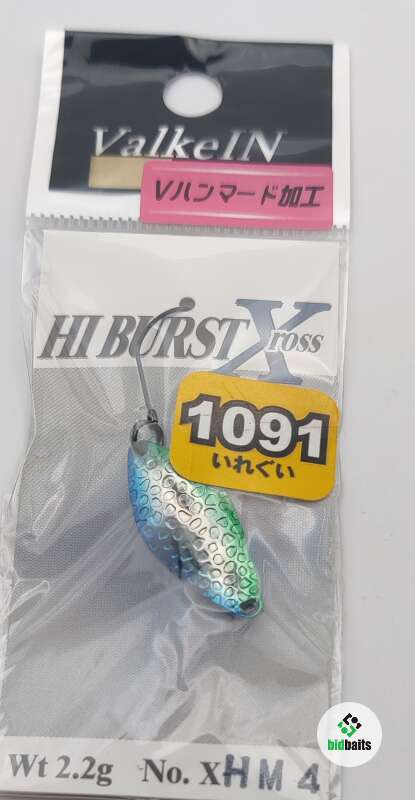 ValkeIN
Vハンマード加工
HI BURST Xross
1091
いれぐい
Wt 2.2g No. XHM4
bidbaits